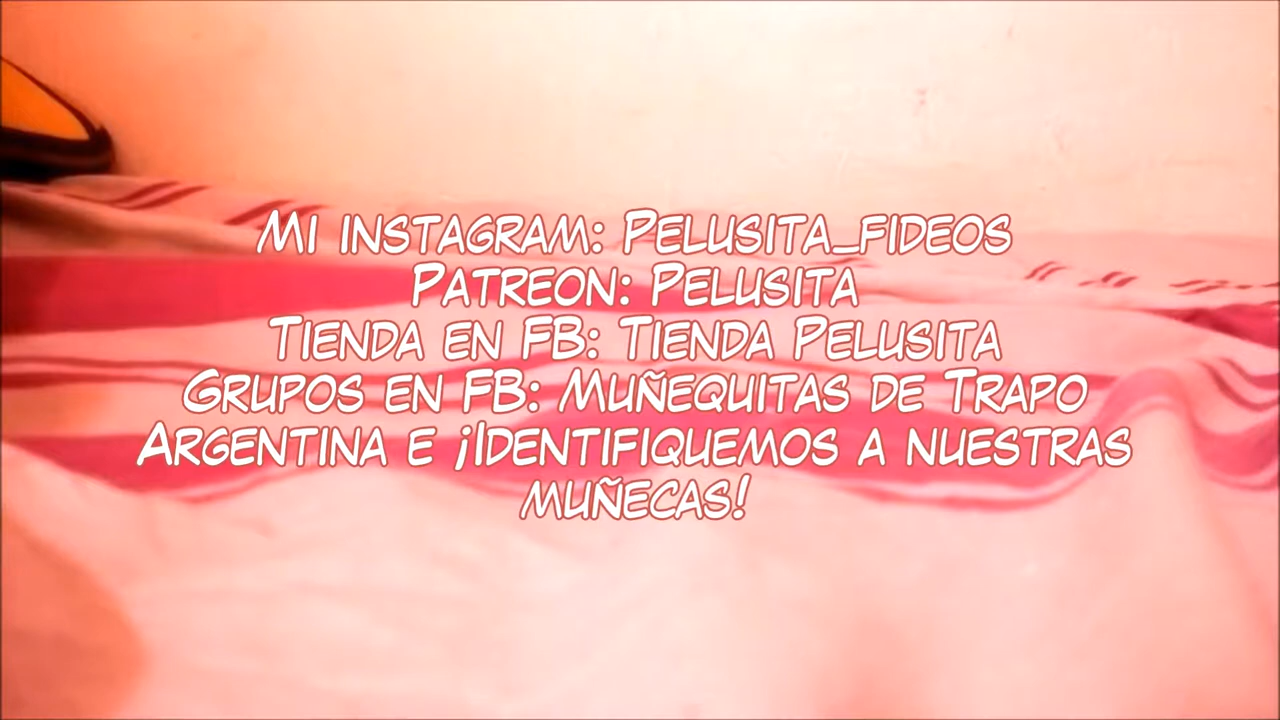 Mi instagram: Pelusita_fideos
Patreon: Pelusita
Tienda en FB: Tienda Pelusita
Grupos en FB: Muñequitas de Trapo
Argentina e ¡Identifiquemos a nuestras
muñecas!